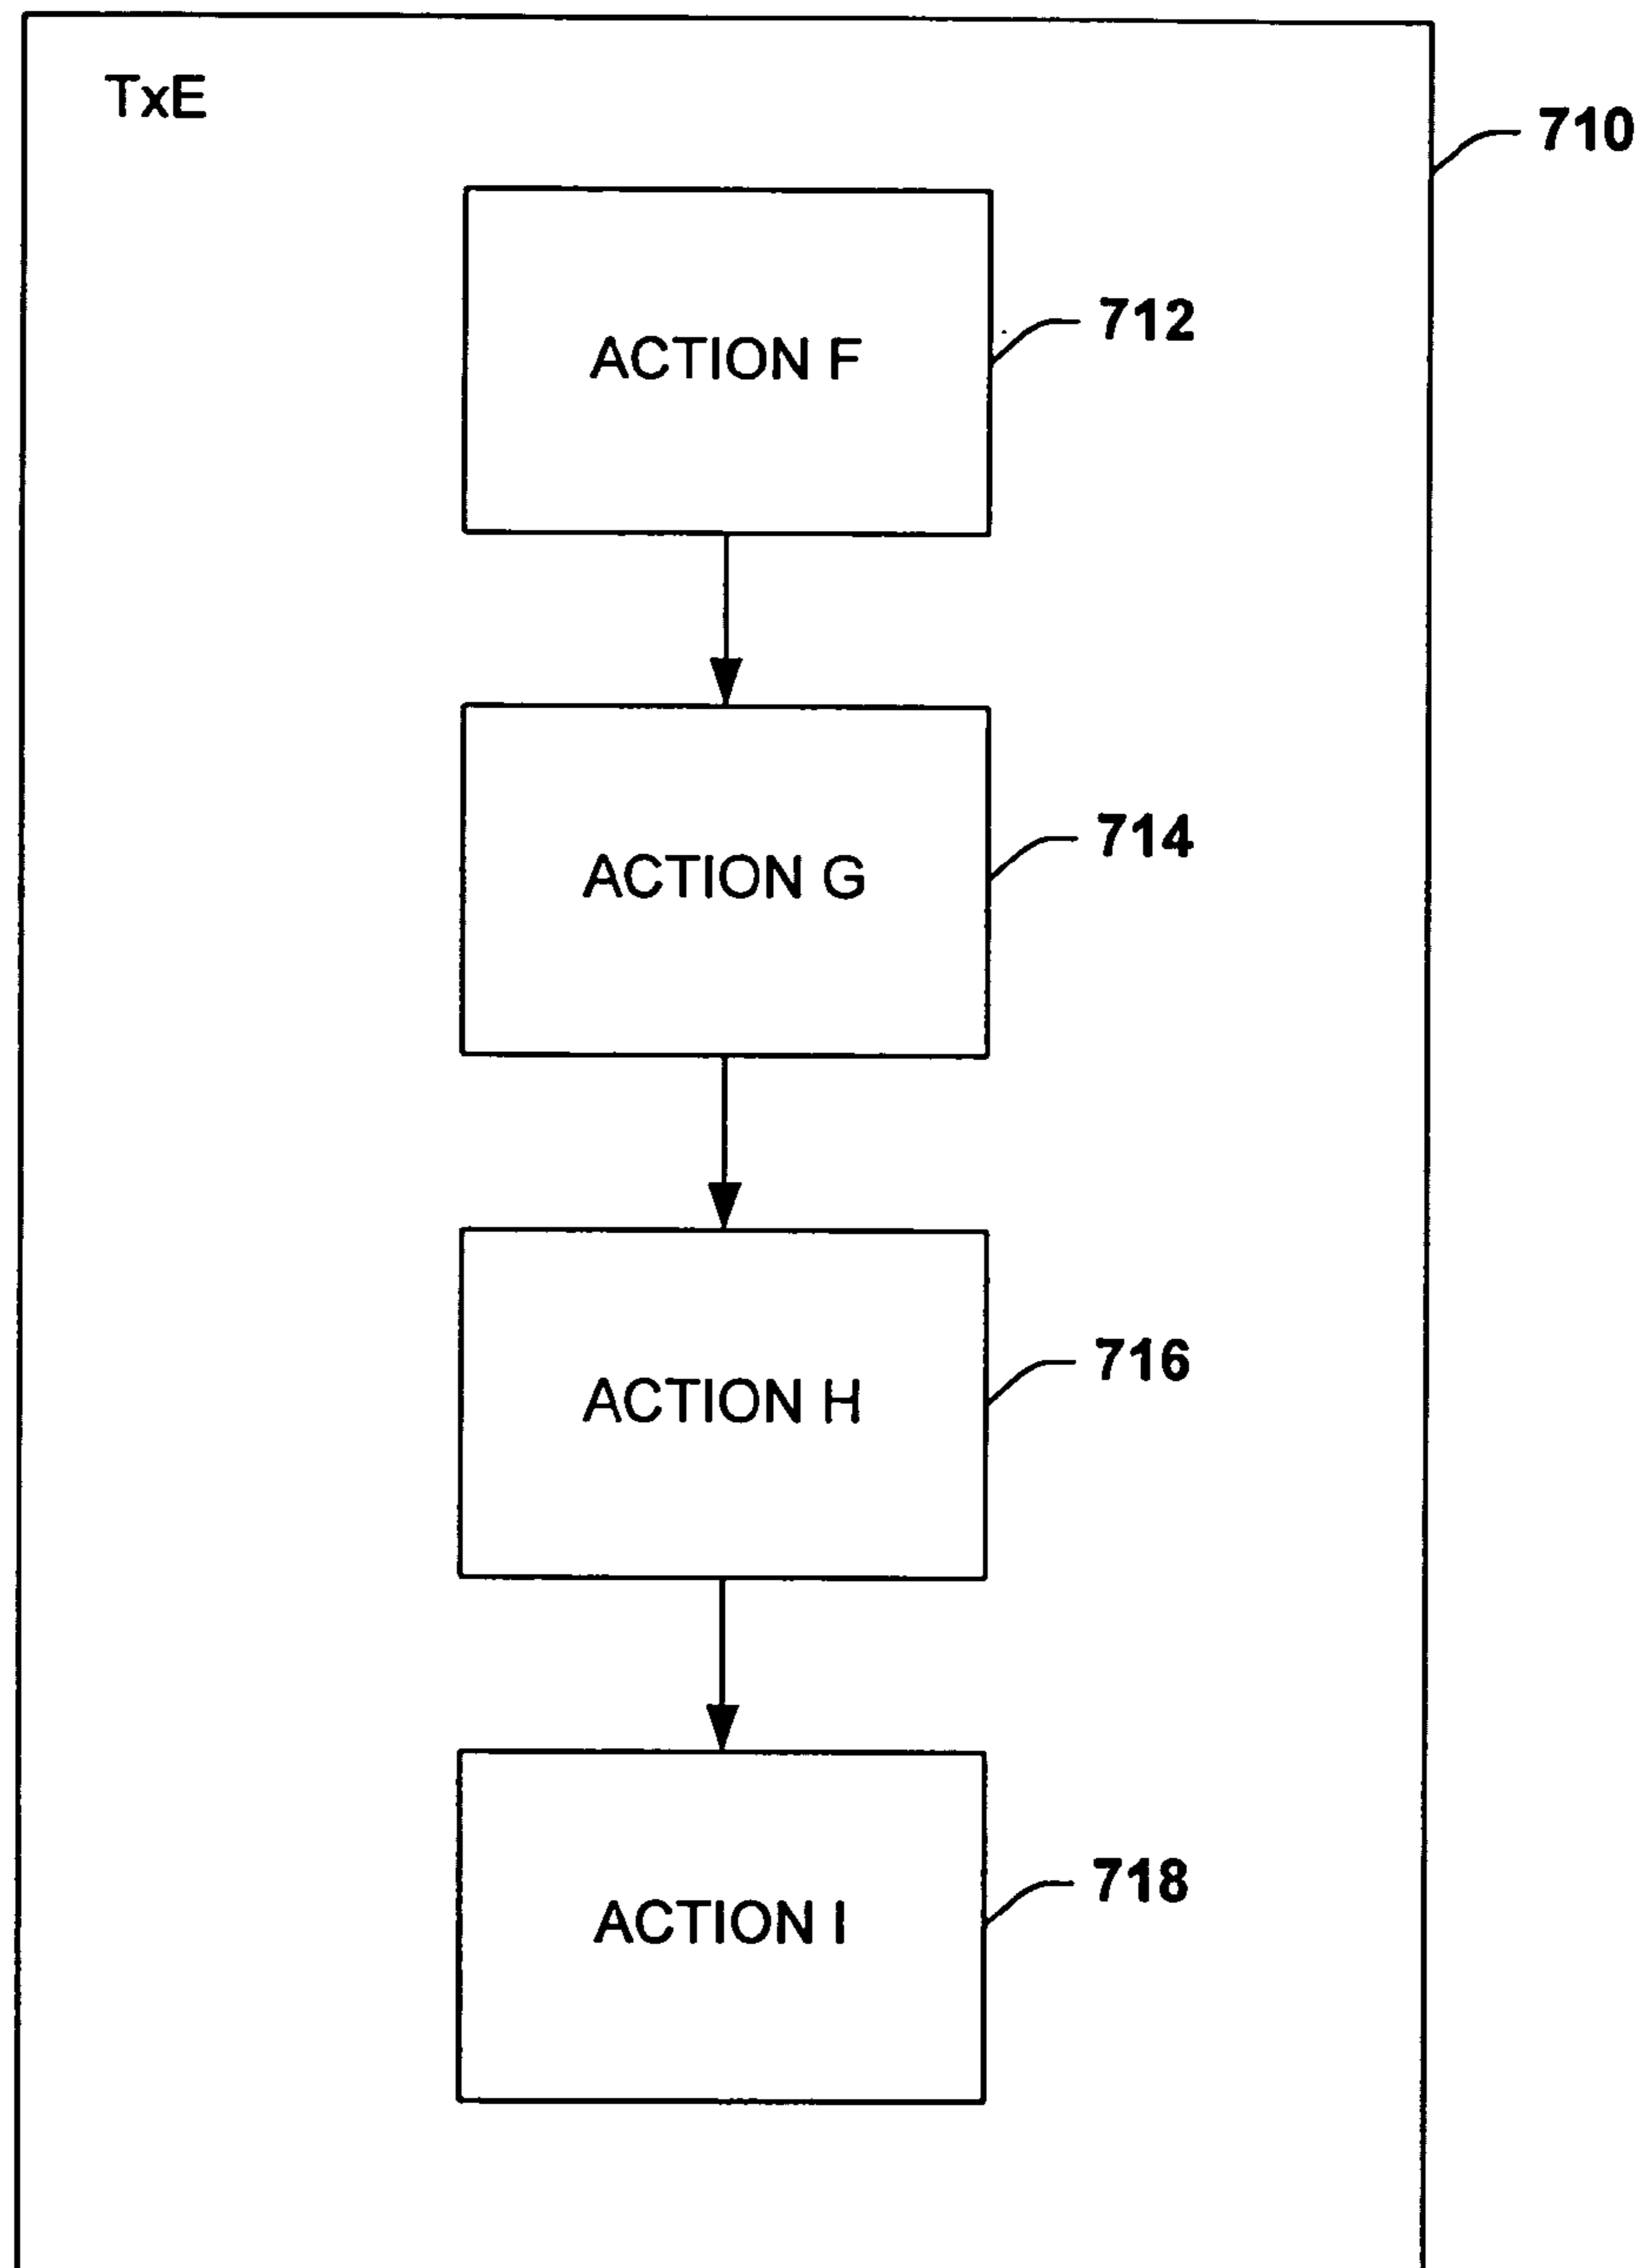 TxE
710
ACTION F
712
ACTION G
714
ACTION H
716
ACTION I
718